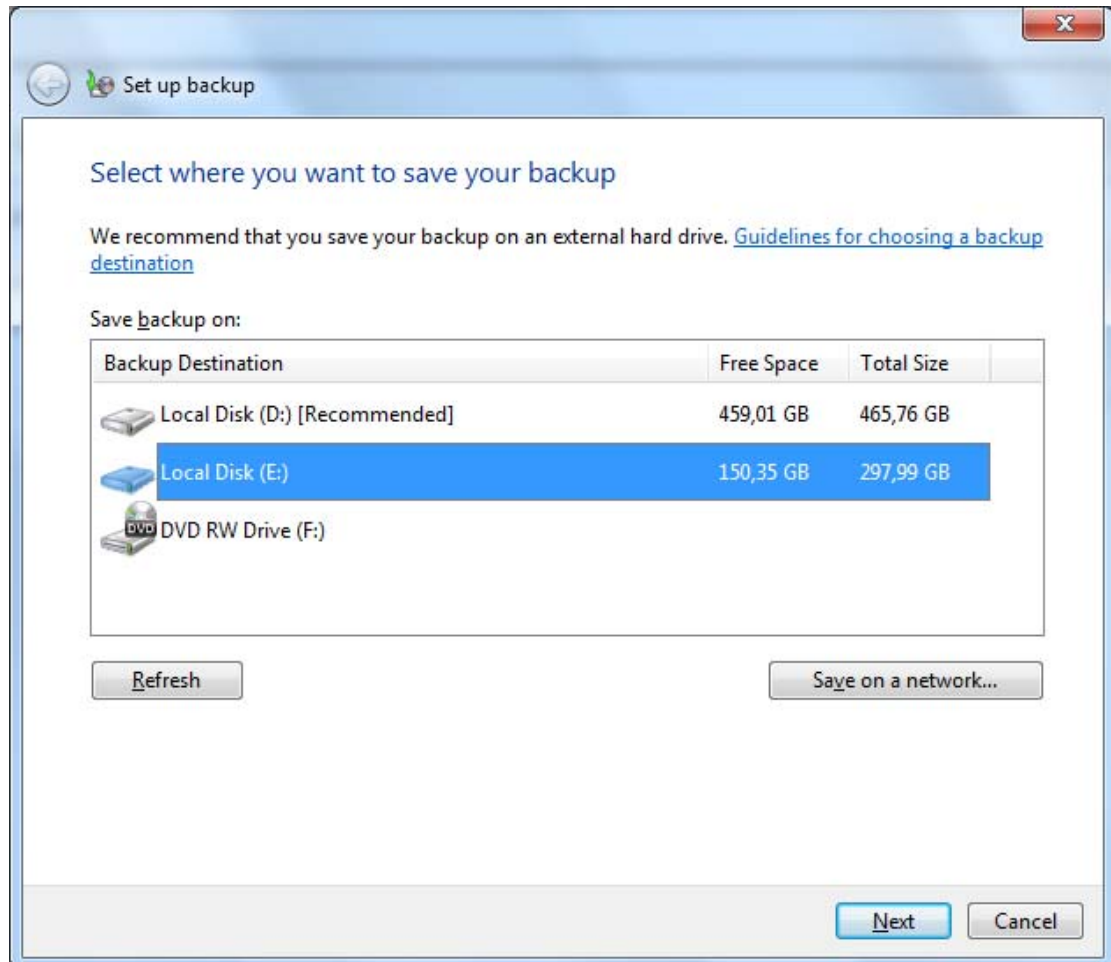 Set up backup
Select where you want to save your backup
We recommend that you save your backup on an external hard drive. Guidelines for choosing a backup
destination
Save backup on:
Backup Destination Free Space Total Size
Local Disk (D:) [Recommended] 459,01 GB 465,76 GB
Local Disk (E:) 150,35 GB 297,99 GB
DVD DVD RW Drive (F:)
Refresh Save on a network...
Next Cancel